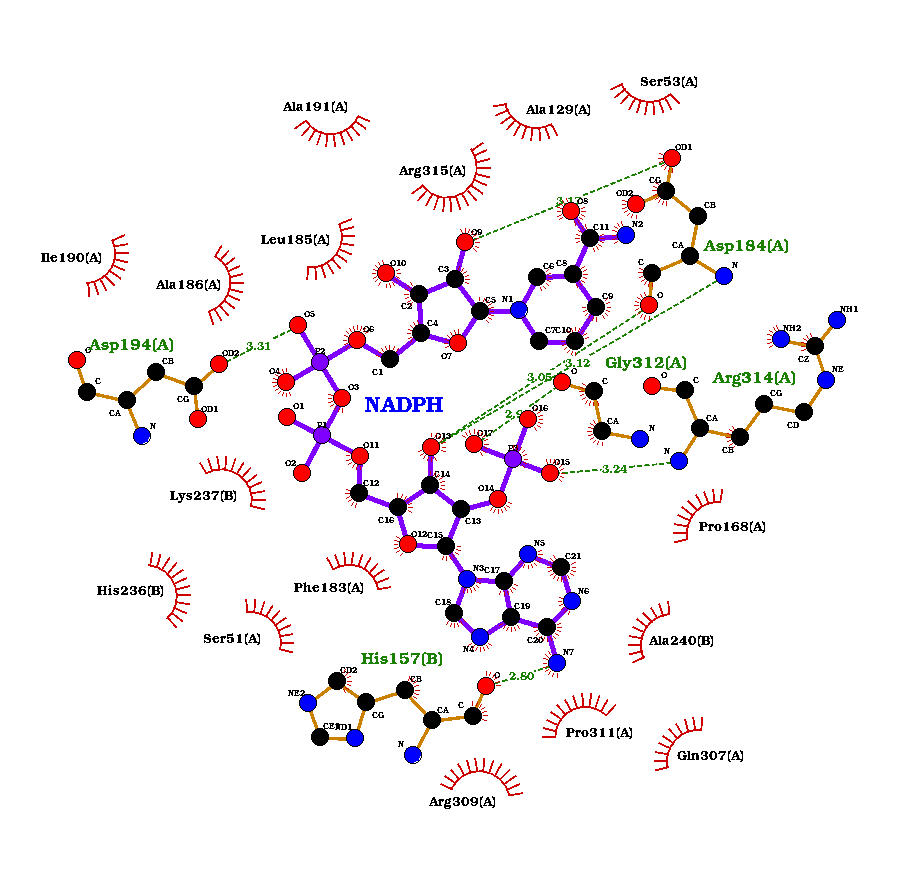 Ser53(A)
Ala191(A)
Ala129(A)
OD1
Arg315(A)
CG
OD2
CB
3.17
O8
C11
N2
O9
Leu185(A)
Asp184(A)
CA
Ile190(A)
C
N
O10
C3
C6
C8
Ala186(A)
C2
C5
N1
C9
O
O5
O6
C4
NH1
Asp194(A)
3.31
O7
C7
C10
NH2
P2
CZ
O
OD2
C1
3.12
Gly312(A)
CB
O4
3.05
O
Arg314(A)
NE
C
CG
O3
C
O
C
CG
CA
NADPH
O16
CD
OD1
O1
2.9
N
P1
O13
O17
CA
N
CA
CB
O11
O2
C14
O15
3.24
N
Lys237(B)
C12
O14
C16
C13
Pro168(A)
O12
C15
N5
C21
His236(B)
Phe183(A)
N3
C17
N6
C18
C19
Ser51(A)
N4
C20
Ala240(B)
N7
His157(B)
CD2
O
2.80
NE2
CB
CG
CA
C
CE1
ND1
N
Pro311(A)
Gln307(A)
Arg309(A)